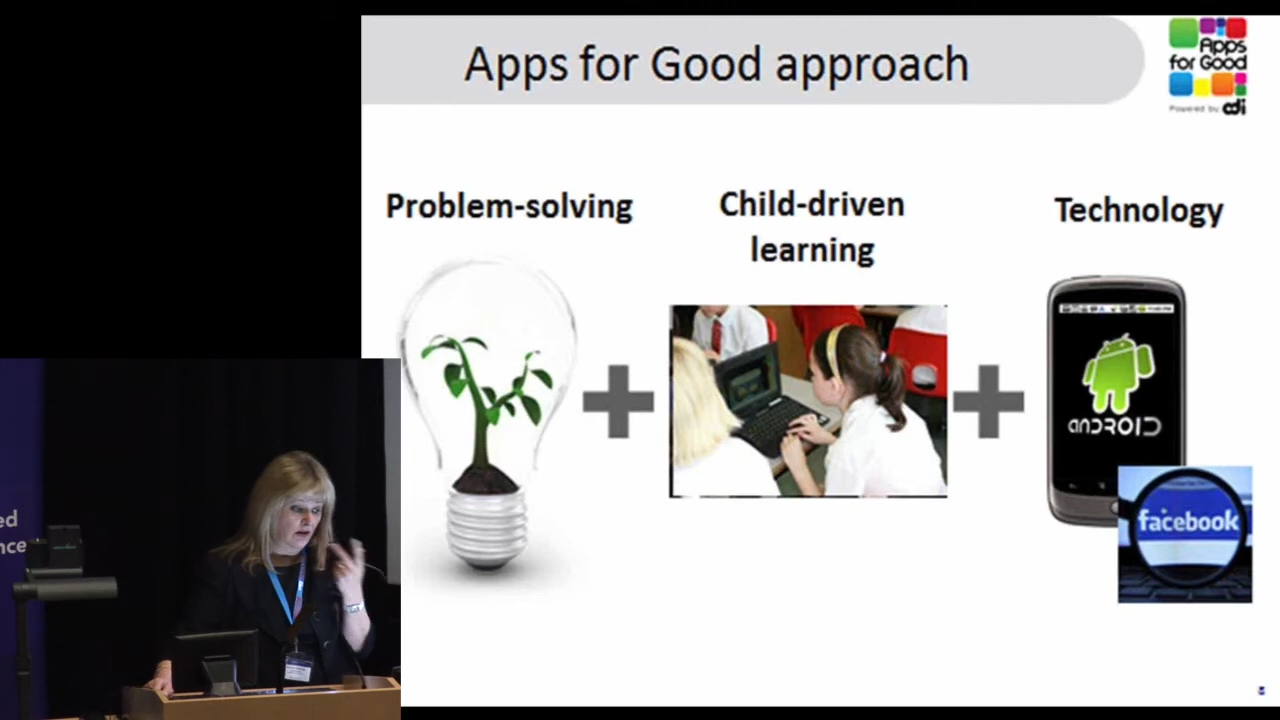 Apps for Good approach
Apps
for Good
Powered by cdi
Problem-solving
Child-driven
learning
Technology
ANDROID
facebook